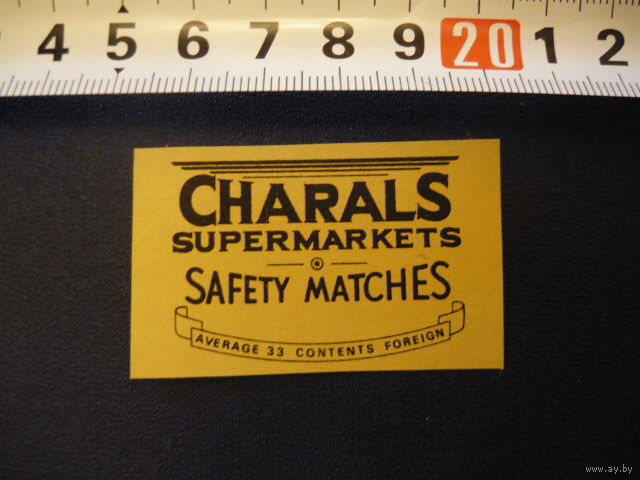 4 5 6 7 8 9 20 1 2
CHARALS
SUPERMARKETS
SAFETY MATCHES
AVERAGE 33 CONTENTS FOREIGN
www.ay.by